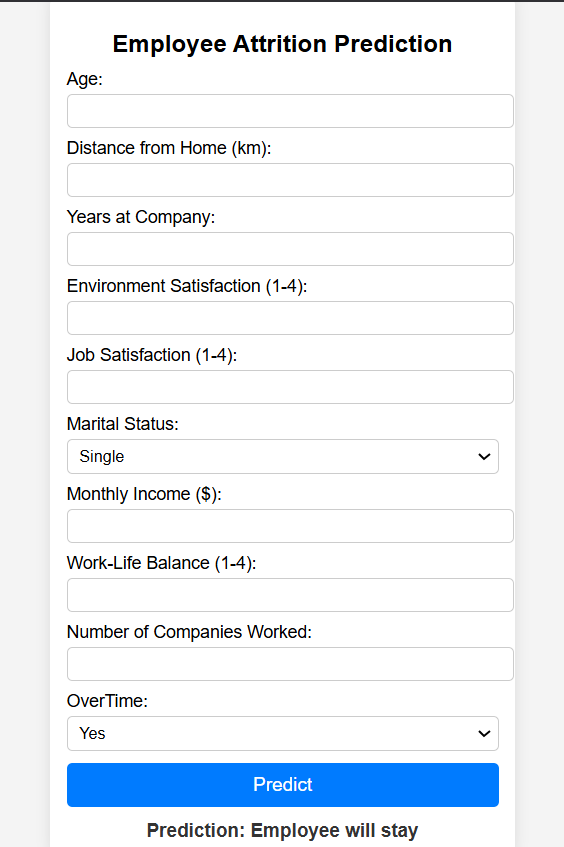 Employee Attrition Prediction
Age:
Distance from Home (km):
Years at Company:
Environment Satisfaction (1-4):
Job Satisfaction (1-4):
Marital Status:
Single
Monthly Income ($):
Work-Life Balance (1-4):
Number of Companies Worked:
OverTime:
Yes
Predict
Prediction: Employee will stay